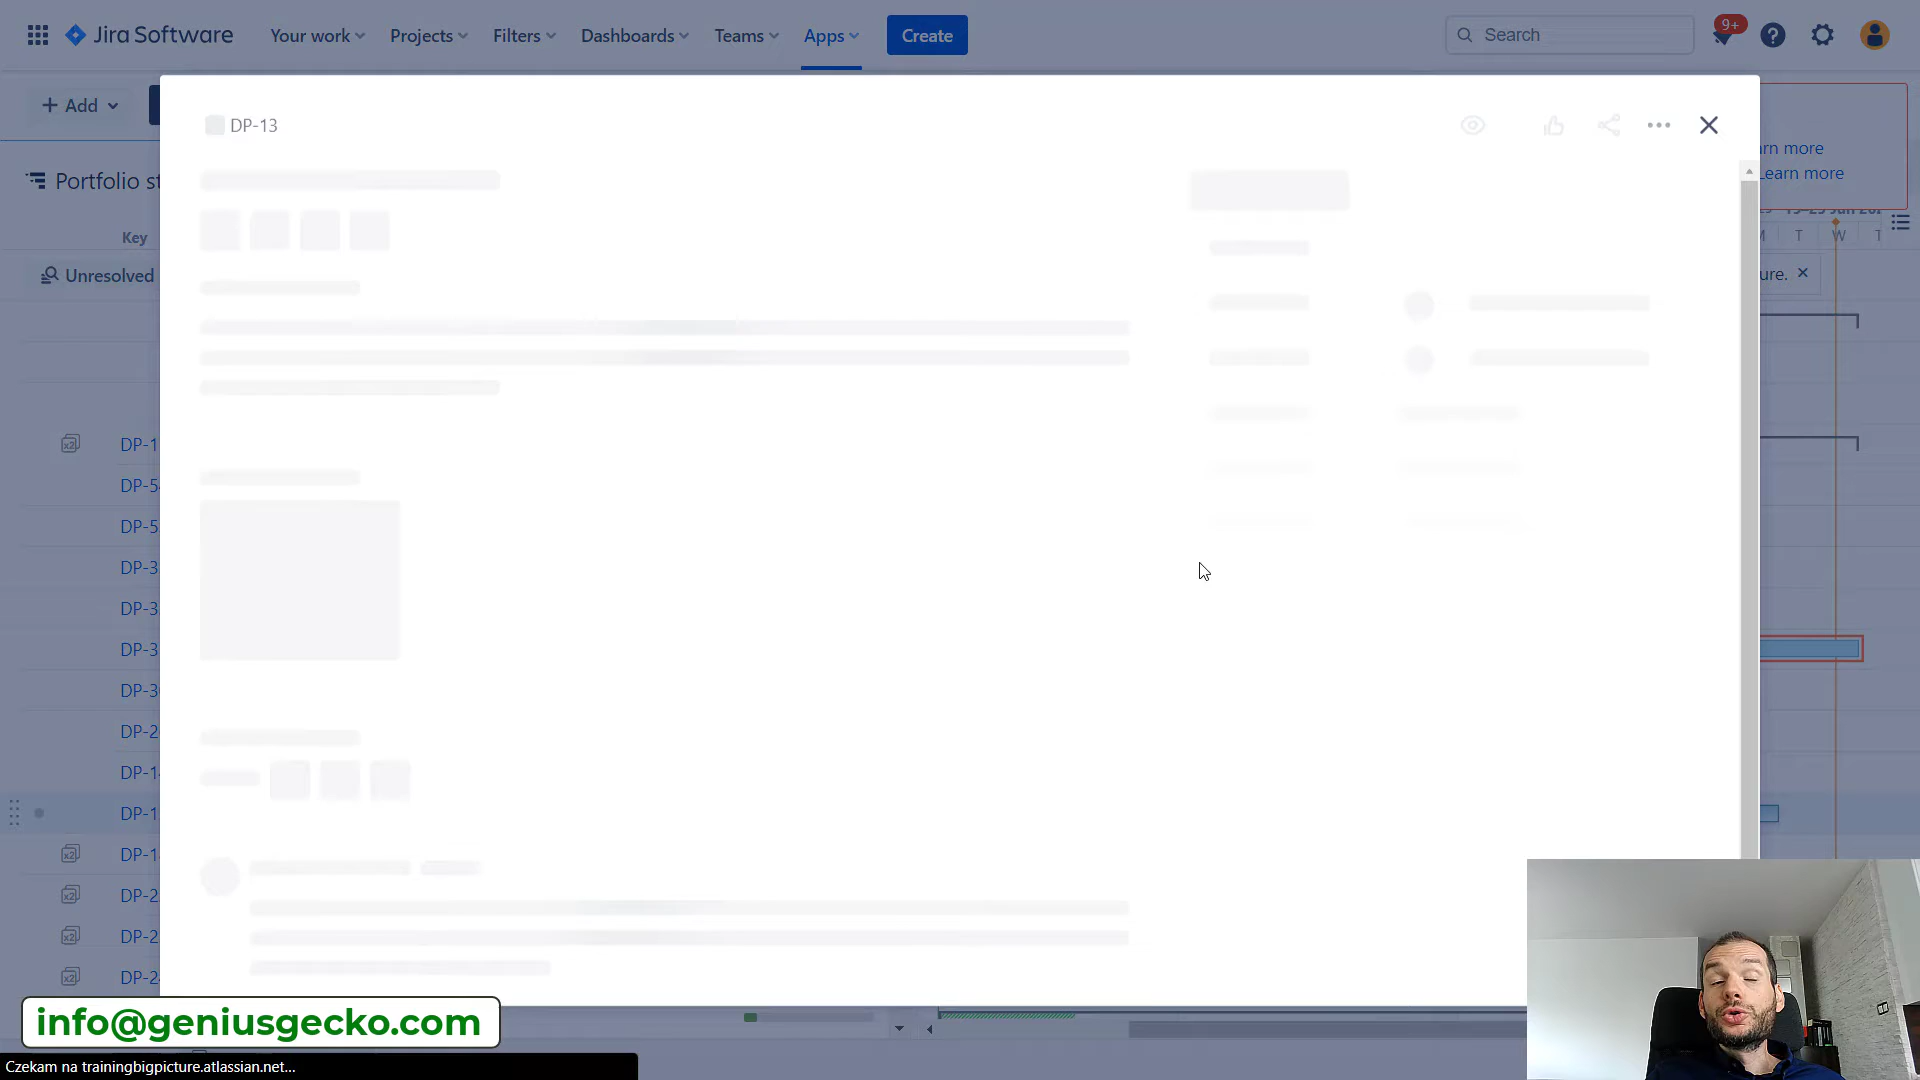 Jira Software
Your work
Projects
Filters
Dashboards
Teams
Apps
Create
Search
9+
+ Add
DP-13
rn more
Learn more
Portfolio st
Key
T
W
T
Unresolved
ure.
DP-1
DP-5
DP-5
DP-3
DP-3
DP-3
DP-3
DP-2
DP-1
DP-1
DP-1
DP-2
DP-2
DP-2
info@geniusgecko.com
Czekam na trainingbigpicture.atlassian.net...